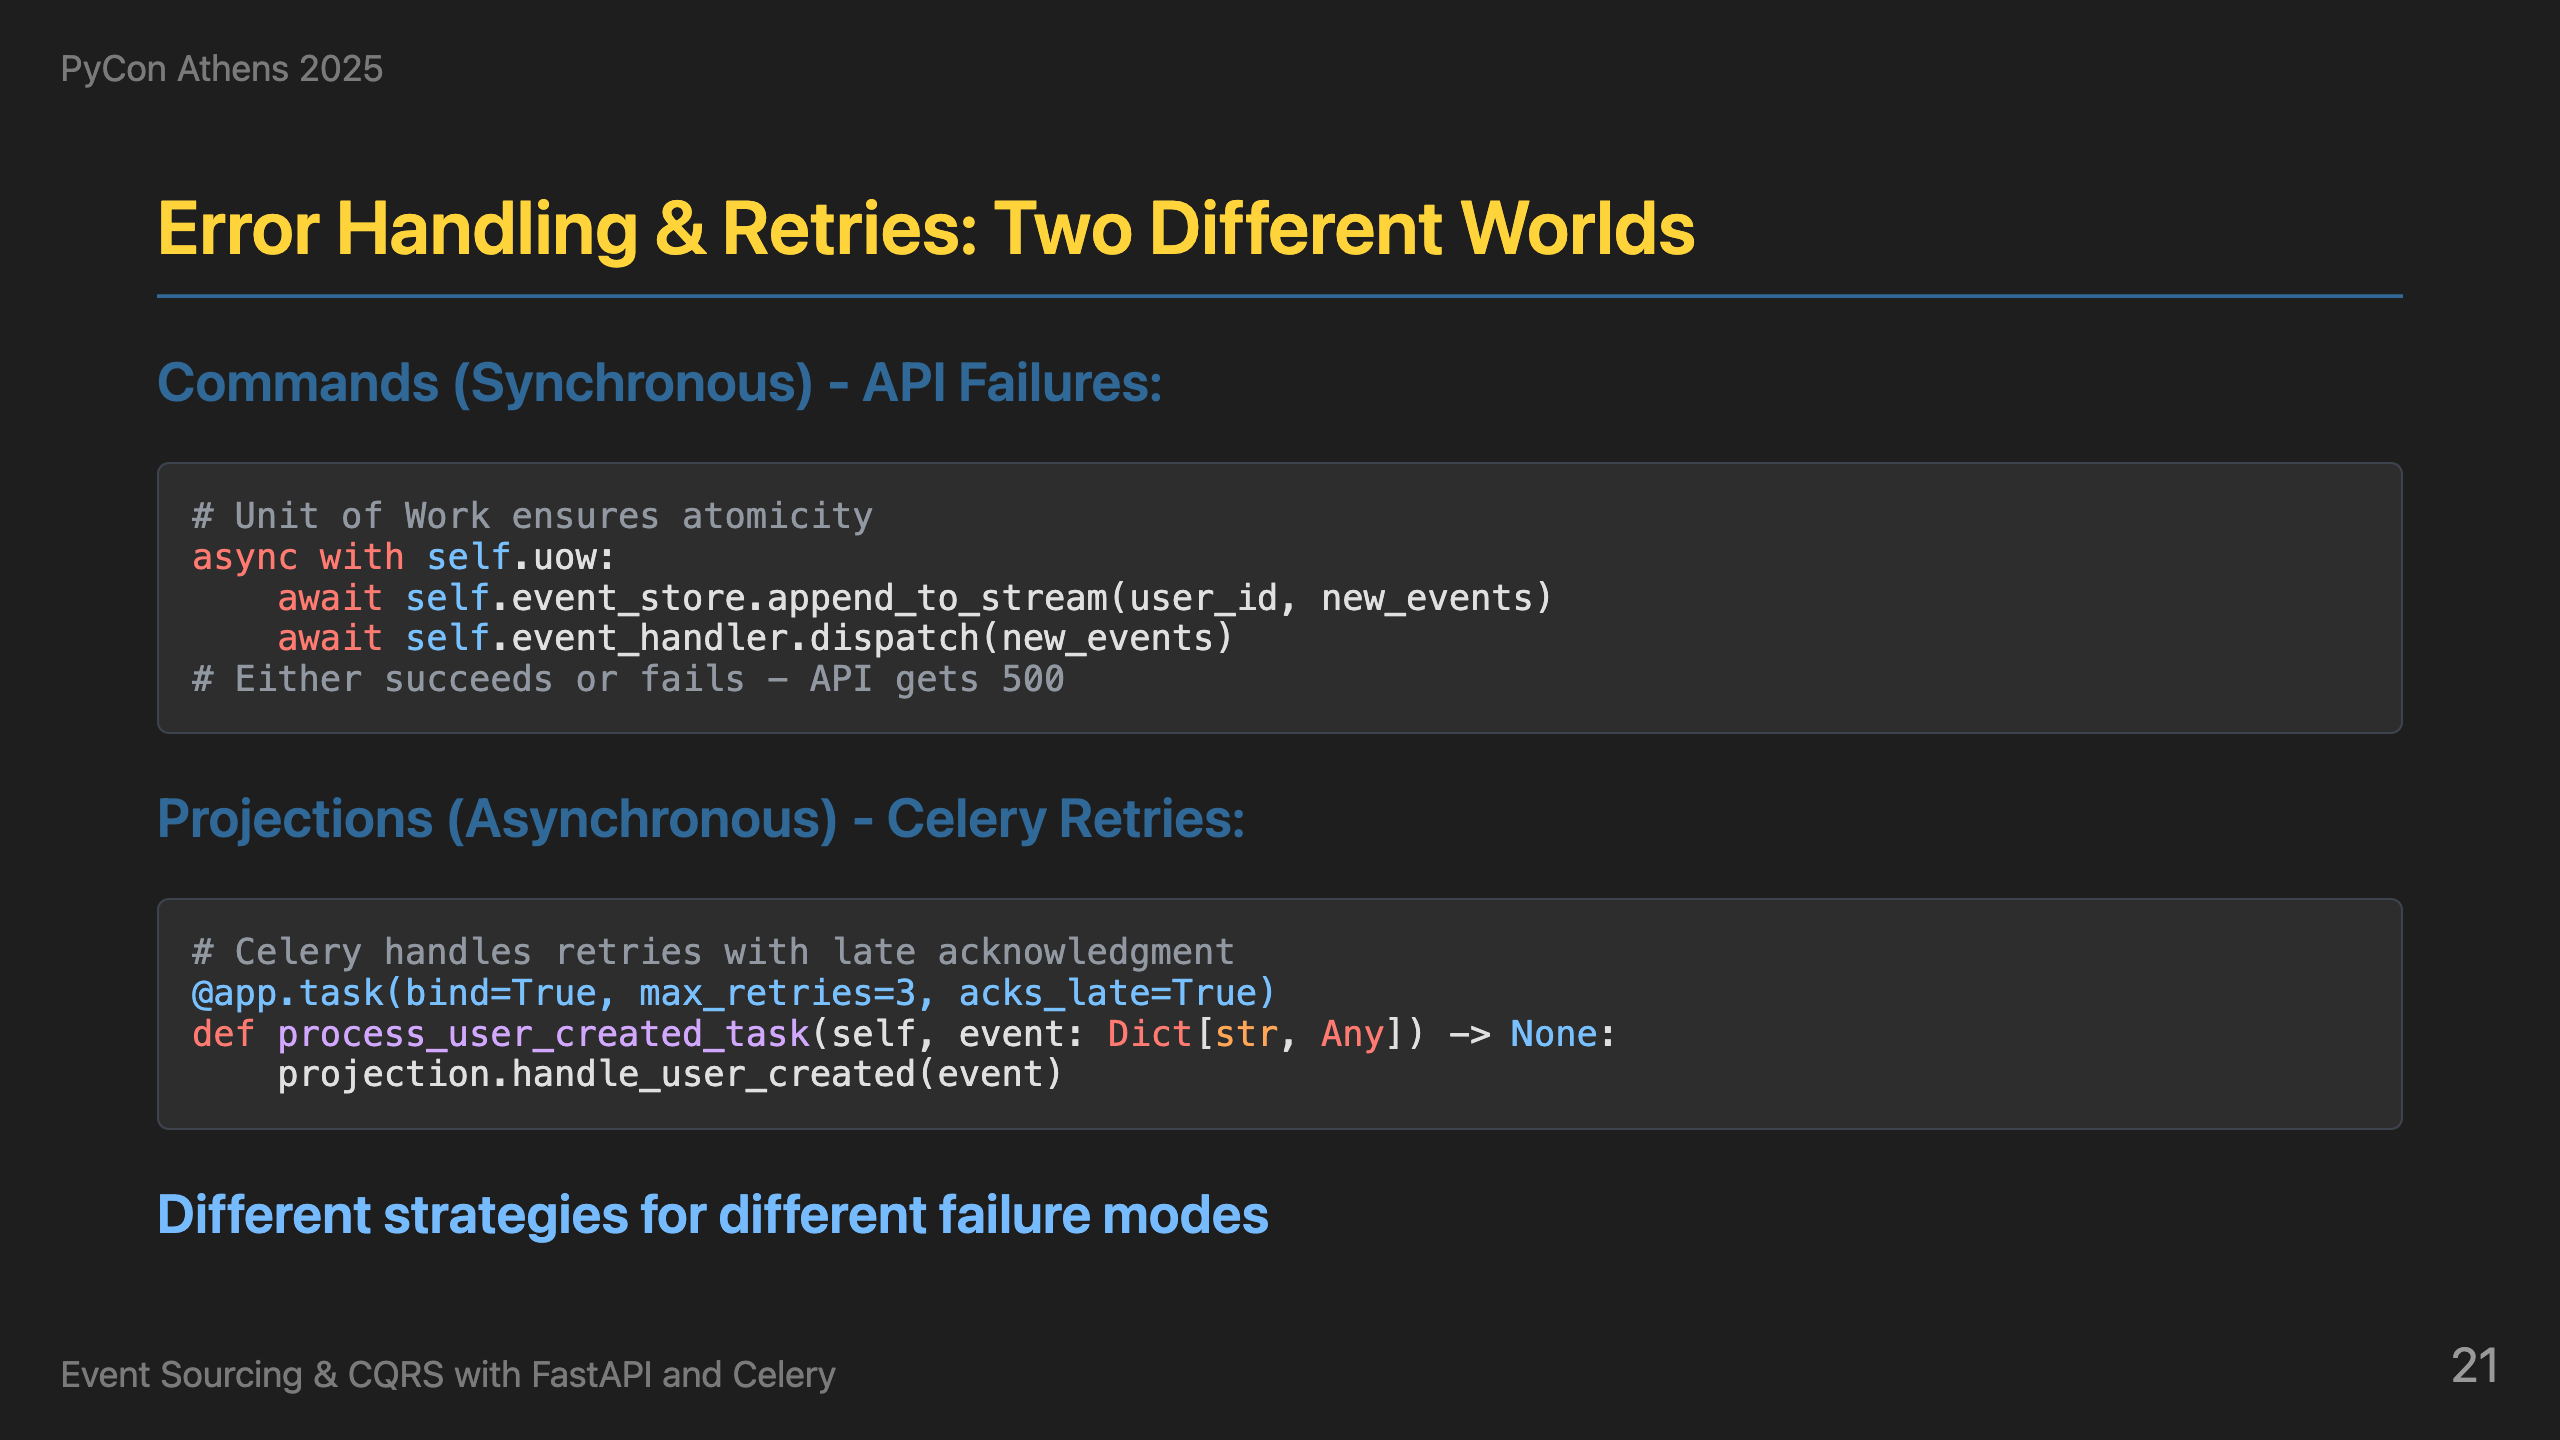 PyCon Athens 2025
Error Handling & Retries: Two Different Worlds
Commands (Synchronous) - API Failures:
# Unit of Work ensures atomicity
async with self.uow:
    await self.event_store.append_to_stream(user_id, new_events)
    await self.event_handler.dispatch(new_events)
# Either succeeds or fails – API gets 500
Projections (Asynchronous) - Celery Retries:
# Celery handles retries with late acknowledgment
@app.task(bind=True, max_retries=3, acks_late=True)
def process_user_created_task(self, event: Dict[str, Any]) -> None:
    projection.handle_user_created(event)
Different strategies for different failure modes
Event Sourcing & CQRS with FastAPI and Celery
21